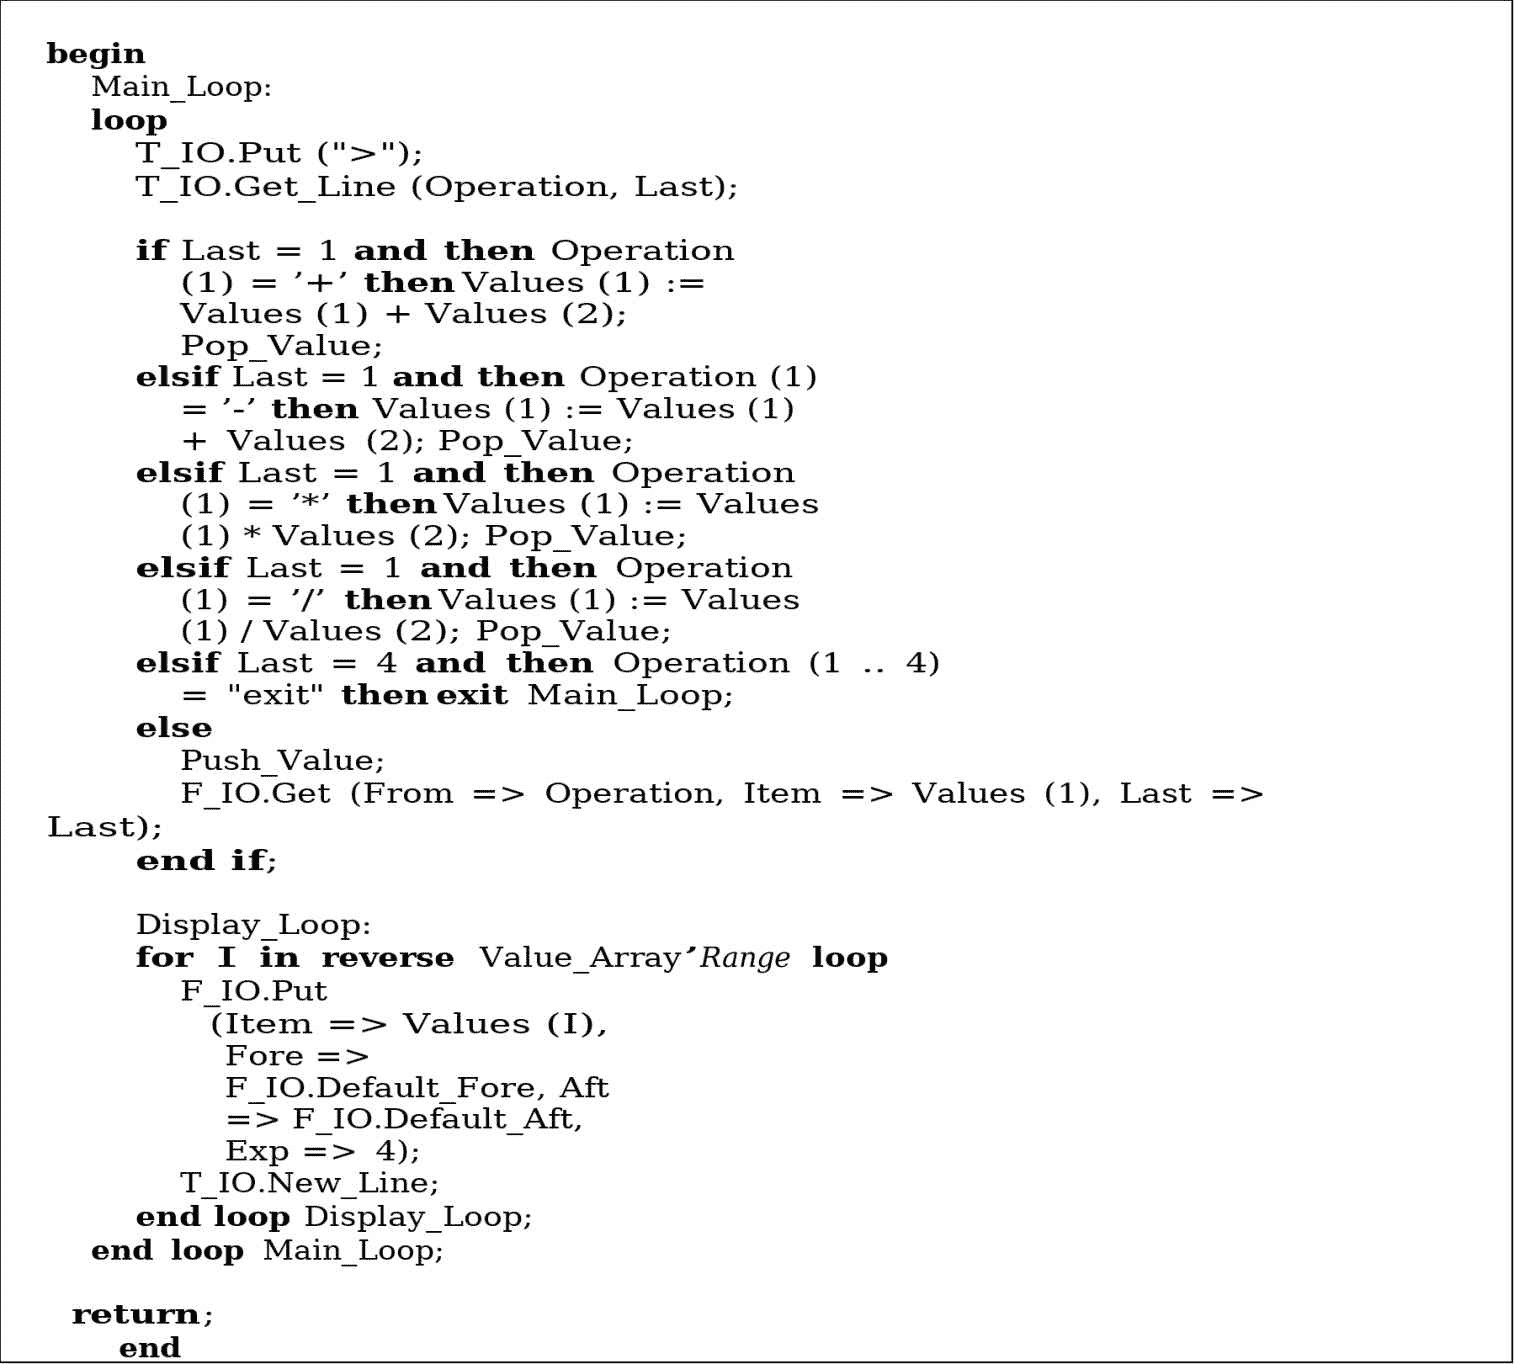 begin
Main_Loop:
loop
T_IO.Put (">");
T_IO.Get_Line (Operation, Last);
if Last = 1 and then Operation
(1) = ’+’ then Values (1) :=
Values (1) + Values (2);
Pop_Value;
elsif Last = 1 and then Operation (1)
= ’-’ then Values (1) := Values (1)
+ Values (2); Pop_Value;
elsif Last = 1 and then Operation
(1) = ’*’ then Values (1) := Values
(1) * Values (2); Pop_Value;
elsif Last = 1 and then Operation
(1) = ’/’ then Values (1) := Values
(1) / Values (2); Pop_Value;
elsif Last = 4 and then Operation (1 .. 4)
= "exit" then exit Main_Loop;
else
Push_Value;
F_IO.Get (From => Operation, Item => Values (1), Last =>
Last);
end if;
Display_Loop:
for I in reverse Value_Array’Range loop
F_IO.Put
(Item => Values (I),
Fore =>
F_IO.Default_Fore, Aft
=> F_IO.Default_Aft,
Exp => 4);
T_IO.New_Line;
end loop Display_Loop;
end loop Main_Loop;
return;
end